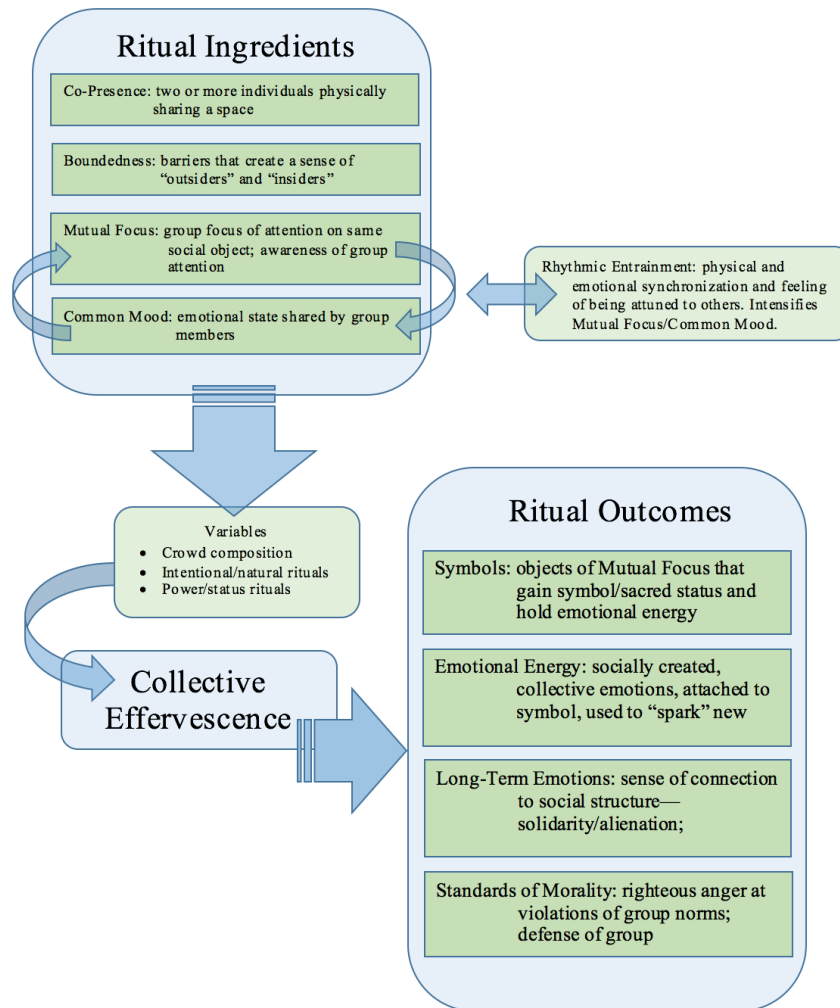 Ritual Ingredients
Co-Presence: two or more individuals physically
sharing a space
Boundedness: barriers that create a sense of
“outsiders” and “insiders”
Mutual Focus: group focus of attention on same
social object; awareness of group
attention
Common Mood: emotional state shared by group
members
Rhythmic Entrainment: physical and
emotional synchronization and feeling
of being attuned to others. Intensifies
Mutual Focus/Common Mood.
Variables
• Crowd composition
• Intentional/natural rituals
• Power/status rituals
Collective
Effervescence
Ritual Outcomes
Symbols: objects of Mutual Focus that
gain symbol/sacred status and
hold emotional energy
Emotional Energy: socially created,
collective emotions, attached to
symbol, used to “spark” new
Long-Term Emotions: sense of connection
to social structure—
solidarity/alienation;
Standards of Morality: righteous anger at
violations of group norms;
defense of group